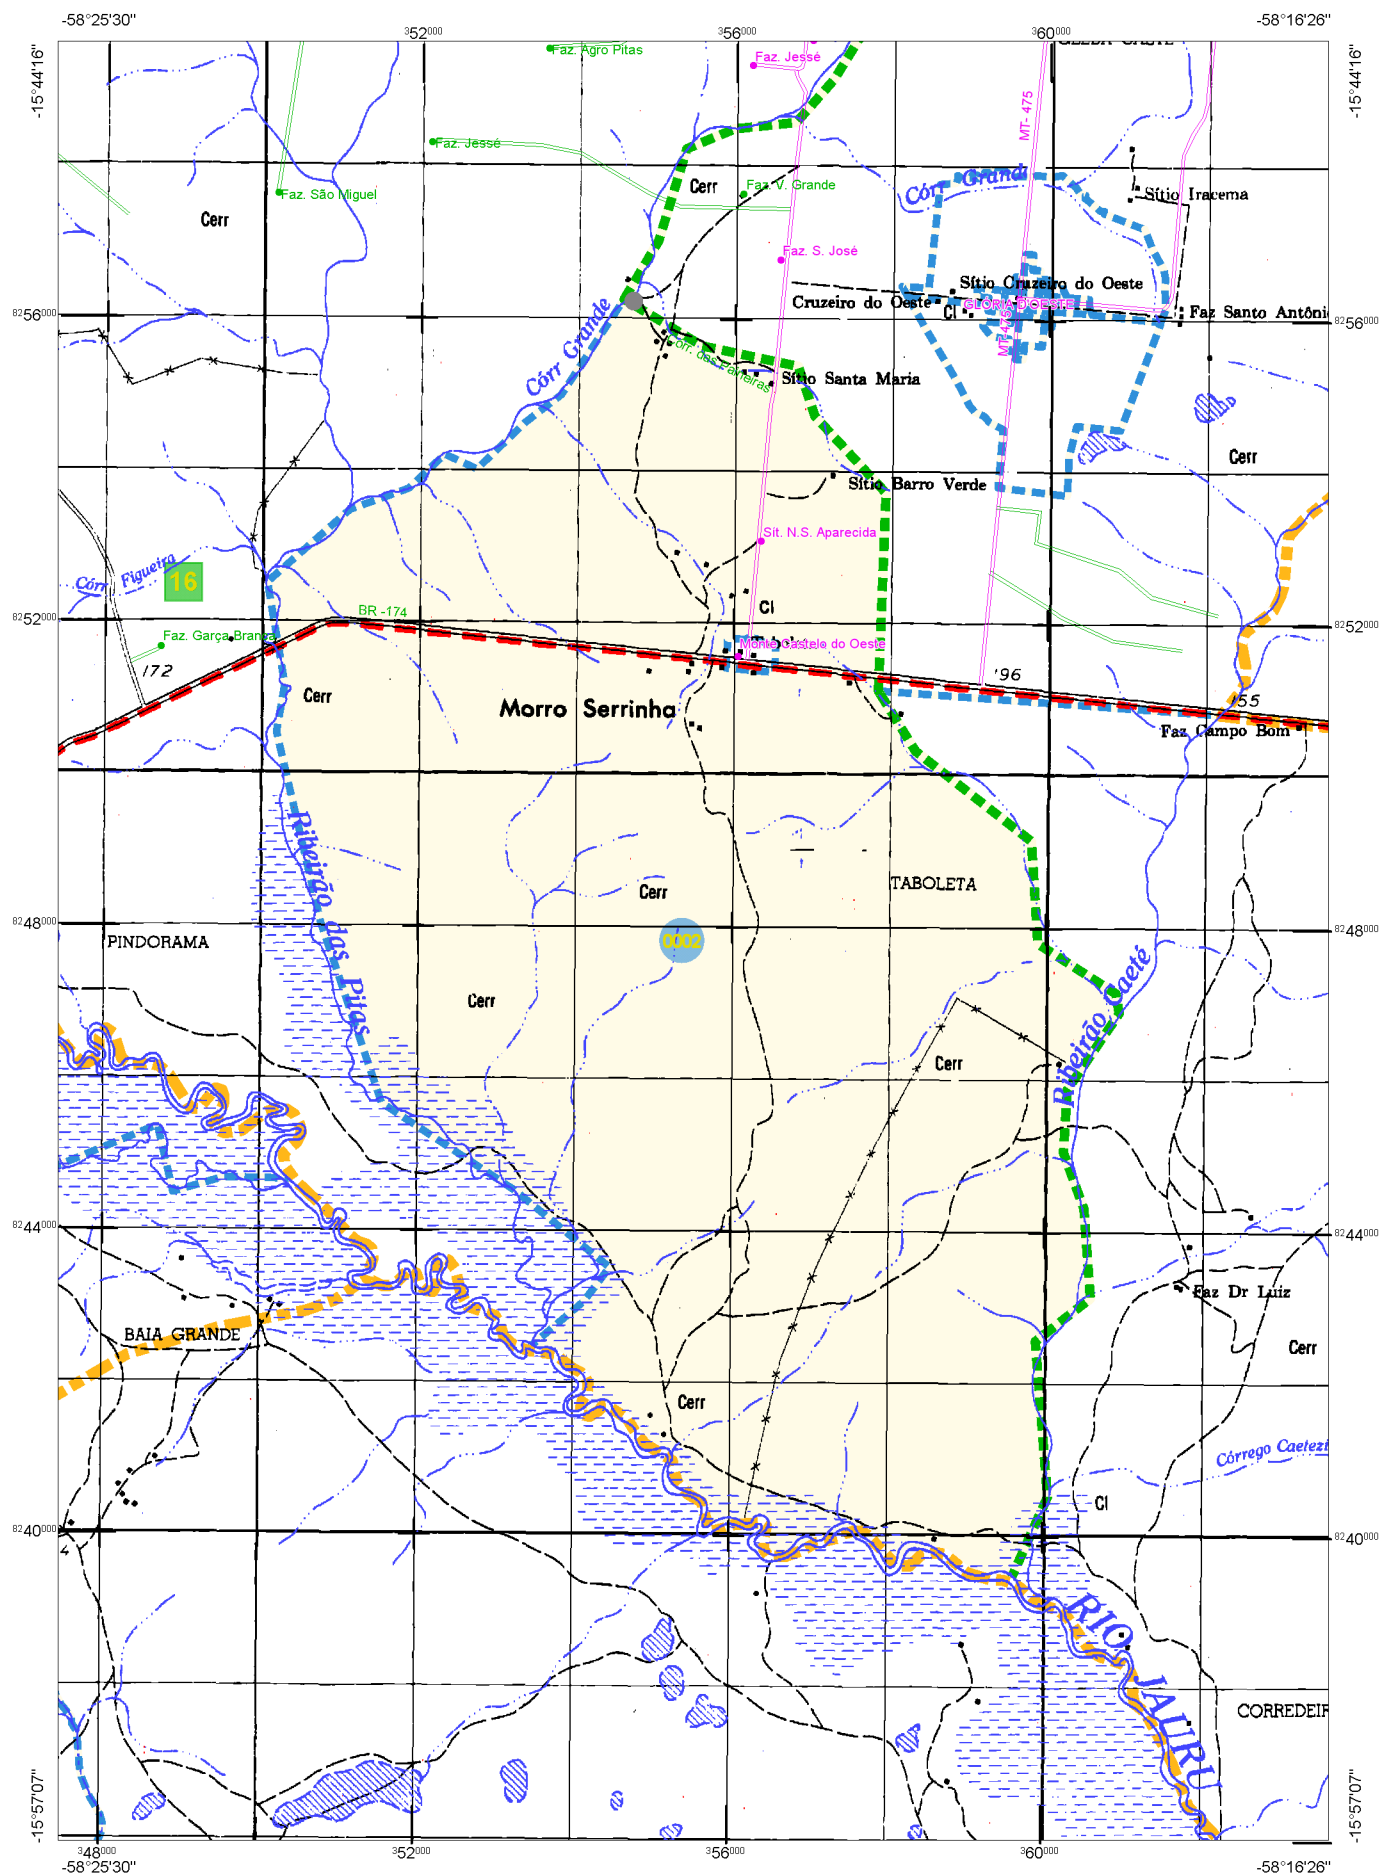 -58°25'30"
-58°16'26"
352000
356000
360000
-15°44'16"
-15°44'16"
Faz. Agro Pitas
Faz. Jessé
MT- 475
Faz. Jessé
Cerr
Faz. V. Grande
Córr Grande
Sítio Iracema
Faz. São Miguel
Cerr
Faz. S. José
Sítio Cruzeiro do Oeste
Cruzeiro do Oeste
GLÓRIA D'OESTE
Cl
Faz Santo Antôni
8256000
8256000
MT-475
Córr Grande
Córr. das Paineiras
Sítio Santa Maria
Cerr
Sítio Barro Verde
Sít. N.S. Aparecida
Córr Figueira
16
Cl
BR -174
8252000
8252000
Faz. Garça Branca
Monte Castelo do Oeste
172
'96
155
Cerr
Morro Serrinha
Faz Campo Bom
Ribeirão das Pitas
Cerr
TABOLETA
8248000
8248000
PINDORAMA
0002
Cerr
Ribeirão Caeté
Cerr
8244000
8244000
Faz Dr Luiz
BAIA GRANDE
Cerr
Cerr
Córrego Caetezi
Cl
8240000
8240000
4
RIO JAURU
CORREDEIR
-15°57'07"
-15°57'07"
348000
352000
356000
360000
-58°25'30"
-58°16'26"